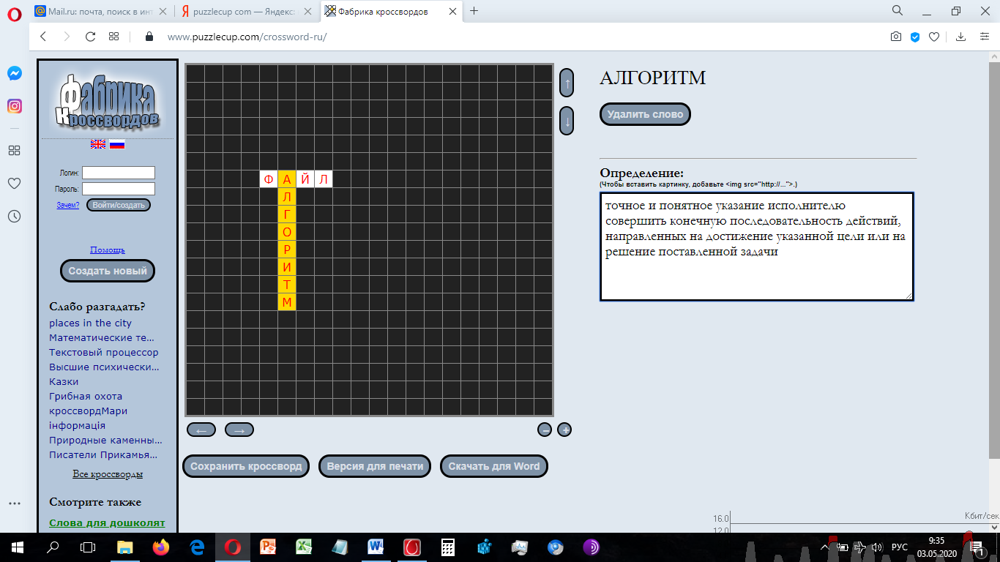 Mail.ru: почта, поиск в инт
puzzlecup com — Яндекс:
Фабрика кроссвордов
www.puzzlecup.com/crossword-ru/
Фабрика
Кроссвордов
Логин:
Пароль:
Зачем?
Войти/создать
Помощь
Создать новый
Слабо разгадать?
places in the city
Математические те...
Текстовый процессор
Высшие психически...
Казки
Грибная охота
кроссвордМари
інформація
Природные каменны...
Писатели Прикамья...
Все кроссворды
Смотрите также
Слова для дошколят
ФАЙЛ
Л
Г
О
Р
И
Т
М
Сохранить кроссворд
Версия для печати
Скачать для Word
АЛГОРИТМ
Удалить слово
Определение:
(Чтобы вставить картинку, добавьте <img src="http://...">.)
точное и понятное указание исполнителю
совершить конечную последовательность действий,
направленных на достижение указанной цели или на
решение поставленной задачи
Кбит/сек
16.0
12.0
РУС
9:35
03.05.2020
1